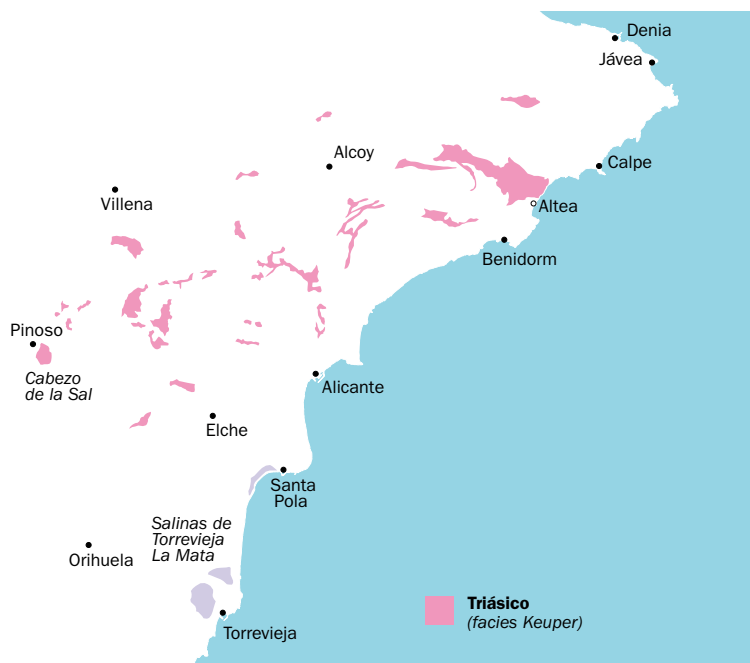 Denia
Jávea
Alcoy
Calpe
Villena
Altea
Benidorm
Pinoso
Cabezo
de la Sal
Alicante
Elche
Santa
Pola
Salinas de
Torrevieja
La Mata
Orihuela
Triásico
(facies Keuper)
Torrevieja